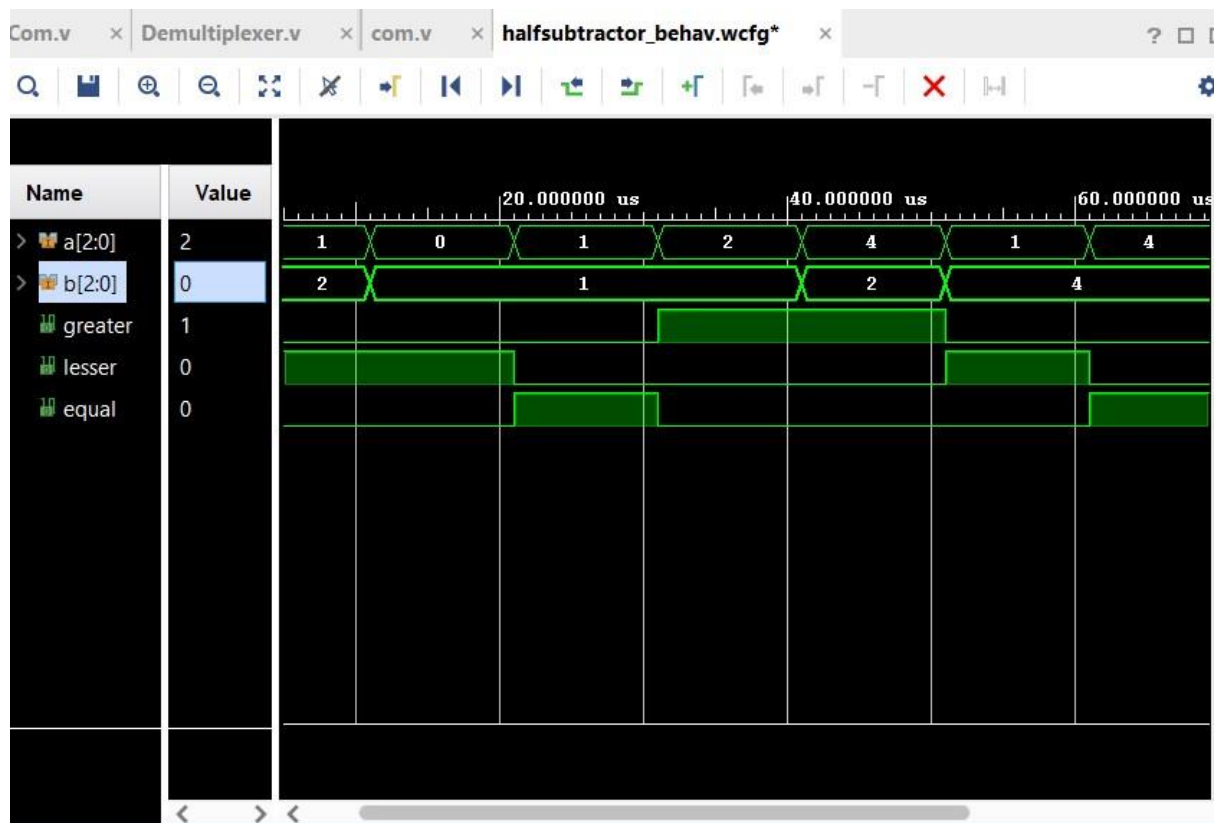 Com.v × Demultiplexer.v × com.v × halfsubtractor_behav.wcfg* × ?
Name Value 20.000000 us 40.000000 us 60.000000 us
a[2:0] 2 1 0 1 2 4 1 4
b[2:0] 0 2 1 2 4
greater 1
lesser 0
equal 0